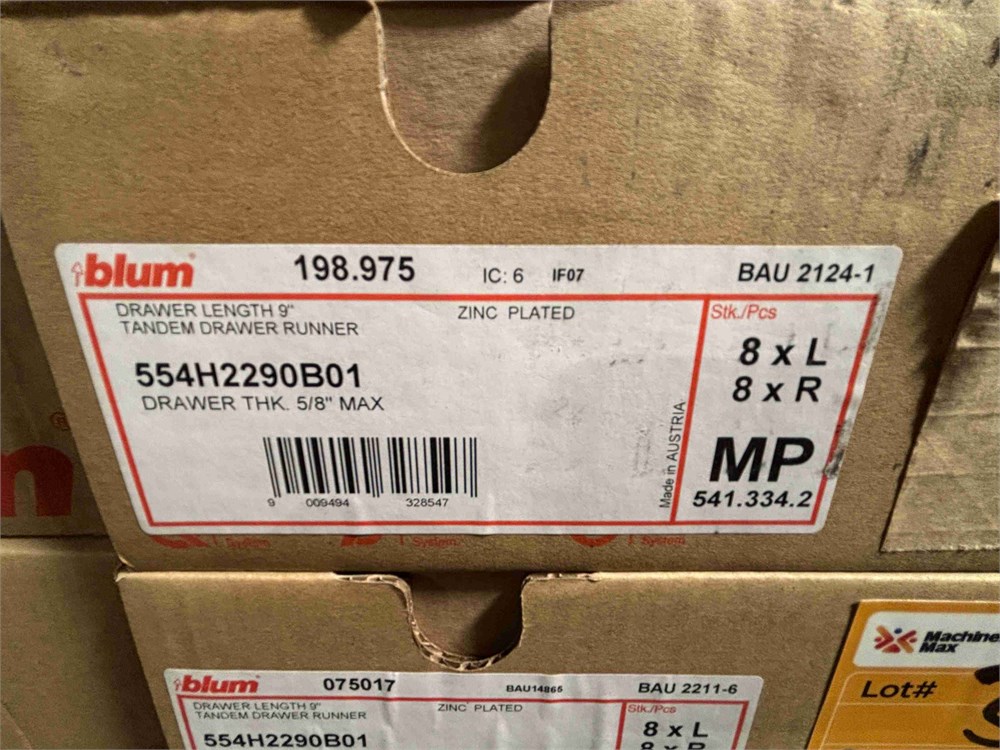 blum
198.975
IC: 6
IF07
BAU 2124-1
DRAWER LENGTH 9"
TANDEM DRAWER RUNNER
ZINC PLATED
554H2290B01
DRAWER THK. 5/8" MAX
9 009494 328547
Made in AUSTRIA
Stk./Pcs
8 x L
8 x R
MP
541.334.2
System
System
blum
075017
BAU14865
BAU 2211-6
DRAWER LENGTH 9"
TANDEM DRAWER RUNNER
ZINC PLATED
Stk./Pcs
554H2290B01
8 x L
8 x R
Machine
Max
Lot#